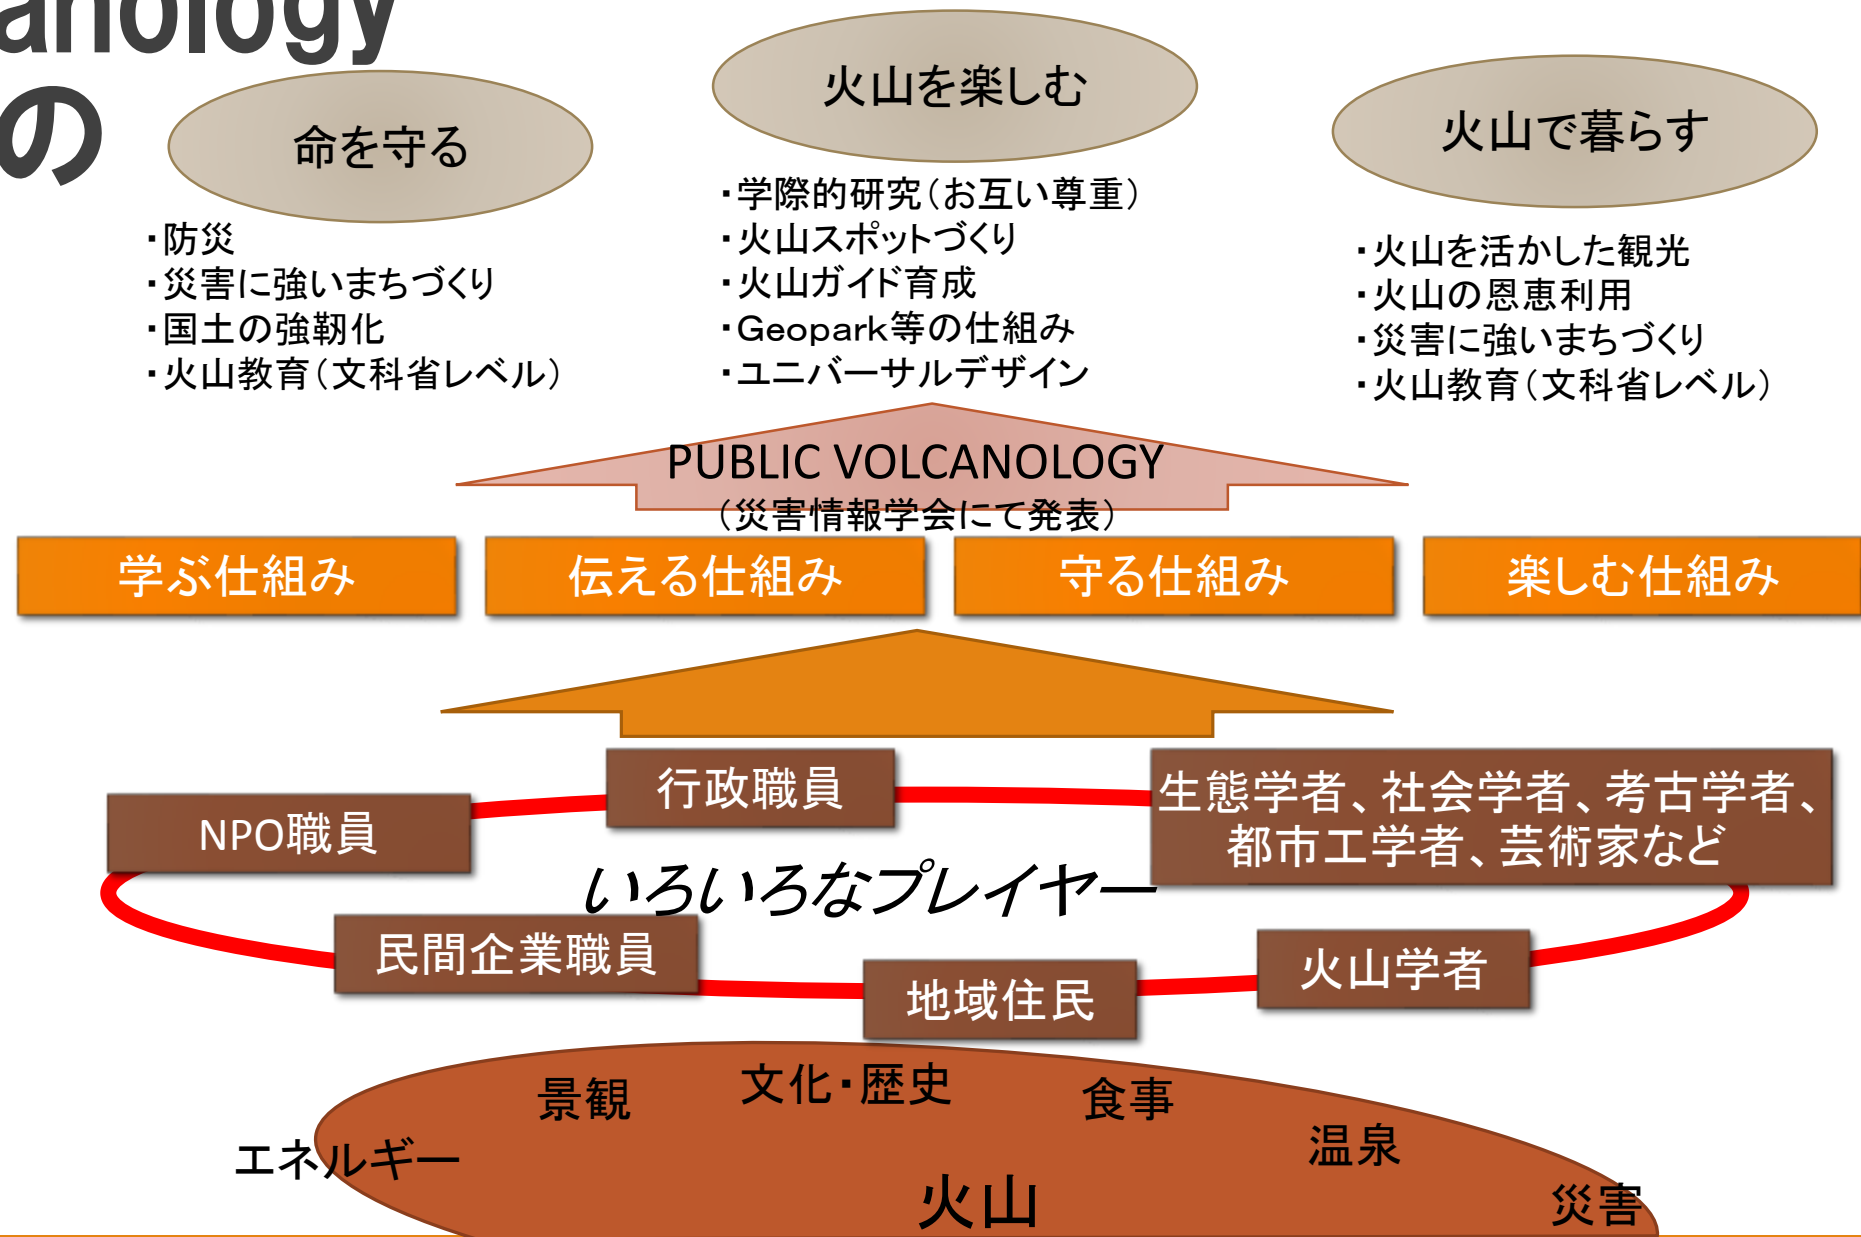 anology
の
命を守る
・防災
・災害に強いまちづくり
・国土の強靭化
・火山教育(文科省レベル)
火山を楽しむ
・学際的研究(お互い尊重)
・火山スポットづくり
・火山ガイド育成
・Geopark等の仕組み
・ユニバーサルデザイン
火山で暮らす
・火山を活かした観光
・火山の恩恵利用
・災害に強いまちづくり
・火山教育(文科省レベル)
PUBLIC VOLCANOLOGY
(災害情報学会にて発表)
学ぶ仕組み
伝える仕組み
守る仕組み
楽しむ仕組み
行政職員
生態学者、社会学者、考古学者、
都市工学者、芸術家など
NPO職員
いろいろなプレイヤー
民間企業職員
地域住民
火山学者
景観
文化・歴史
食事
エネルギー
温泉
火山
災害